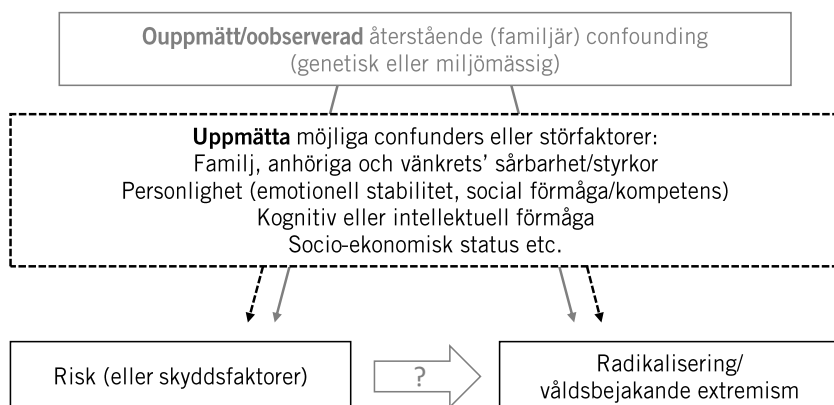 Ouppmätt/oobserverad återstående (familjär) confounding
(genetisk eller miljömässig)
Uppmätta möjliga confunders eller störfaktorer:
Familj, anhöriga och vänkrets' sårbarhet/styrkor
Personlighet (emotionell stabilitet, social förmåga/kompetens)
Kognitiv eller intellektuell förmåga
Socio-ekonomisk status etc.
Risk (eller skyddsfaktorer)
?
Radikalisering/
våldsbejakande extremism